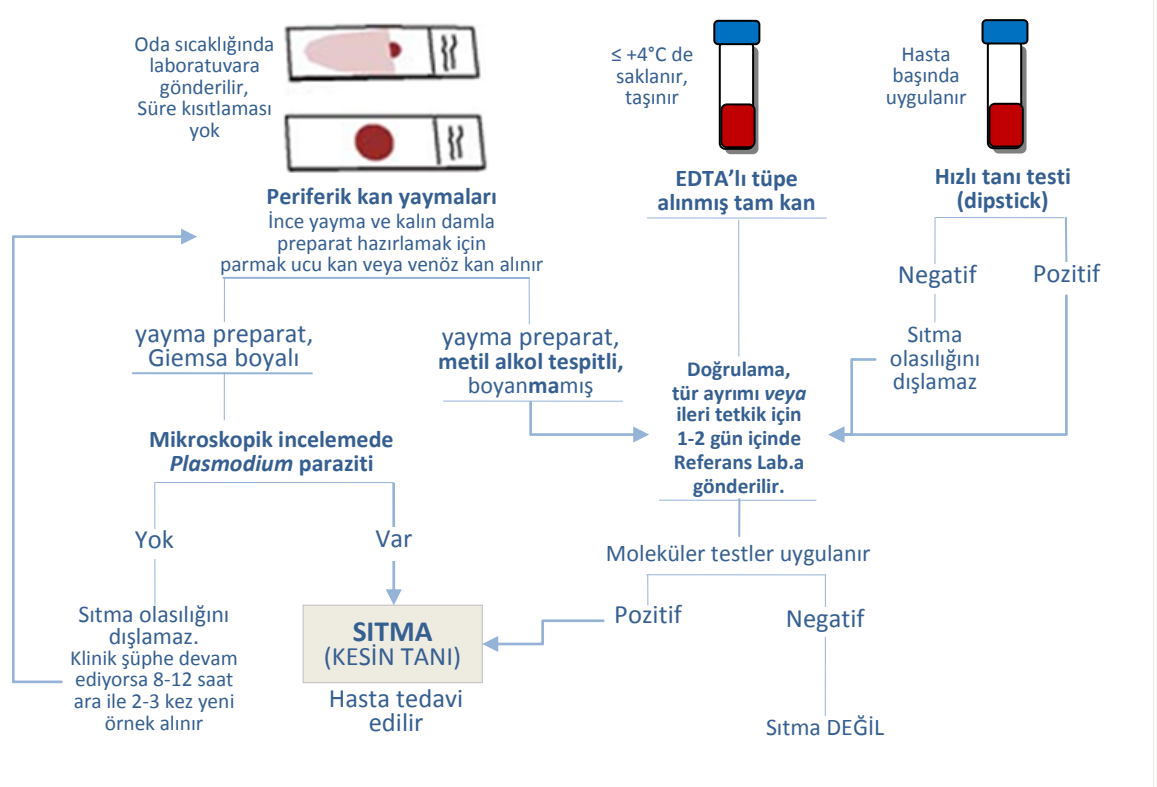 Oda sıcaklığında
laboratuvara
gönderilir,
Süre kısıtlaması
yok
≤ +4°C de
saklanır,
taşınır
Hasta
başında
uygulanır
Periferik kan yaymaları
İnce yayma ve kalın damla
preparat hazırlamak için
parmak ucu kan veya venöz kan alınır
EDTA’lı tüpe
alınmış tam kan
Hızlı tanı testi
(dipstick)
Negatif
Pozitif
Sıtma
olasılığını
dışlamaz
yayma preparat,
Giemsa boyalı
yayma preparat,
metil alkol tespitli,
boyanmamış
Doğrulama,
tür ayrımı veya
ileri tetkik için
1-2 gün içinde
Referans Lab.a
gönderilir.
Mikroskopik incelemede
Plasmodium paraziti
Yok
Var
Moleküler testler uygulanır
Pozitif
Negatif
Sıtma olasılığını
dışlamaz.
Klinik şüphe devam
ediyorsa 8-12 saat
ara ile 2-3 kez yeni
örnek alınır
SITMA
(KESİN TANI)
Hasta tedavi
edilir
Sıtma DEĞİL